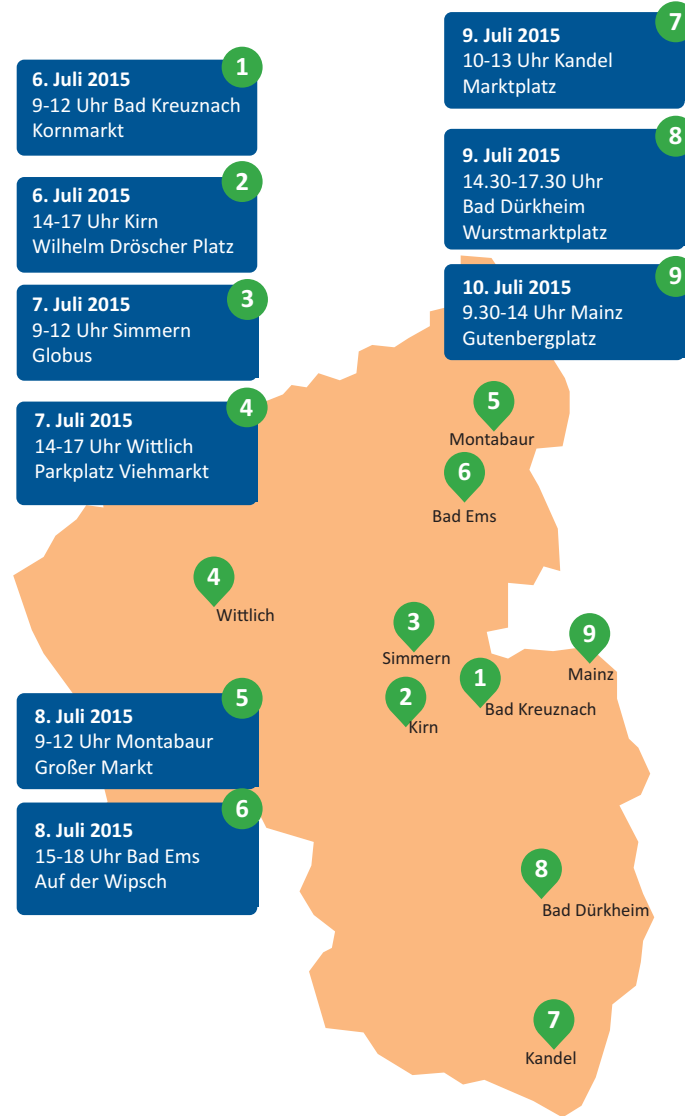 1
6. Juli 2015
9-12 Uhr Bad Kreuznach
Kornmarkt
2
6. Juli 2015
14-17 Uhr Kirn
Wilhelm Dröscher Platz
3
7. Juli 2015
9-12 Uhr Simmern
Globus
4
7. Juli 2015
14-17 Uhr Wittlich
Parkplatz Viehmarkt
5
8. Juli 2015
9-12 Uhr Montabaur
Großer Markt
6
8. Juli 2015
15-18 Uhr Bad Ems
Auf der Wipsch
7
9. Juli 2015
10-13 Uhr Kandel
Marktplatz
8
9. Juli 2015
14.30-17.30 Uhr
Bad Dürkheim
Wurstmarktplatz
9
10. Juli 2015
9.30-14 Uhr Mainz
Gutenbergplatz
5
Montabaur
6
Bad Ems
4
Wittlich
3
Simmern
9
Mainz
1
Bad Kreuznach
2
Kirn
8
Bad Dürkheim
7
Kandel